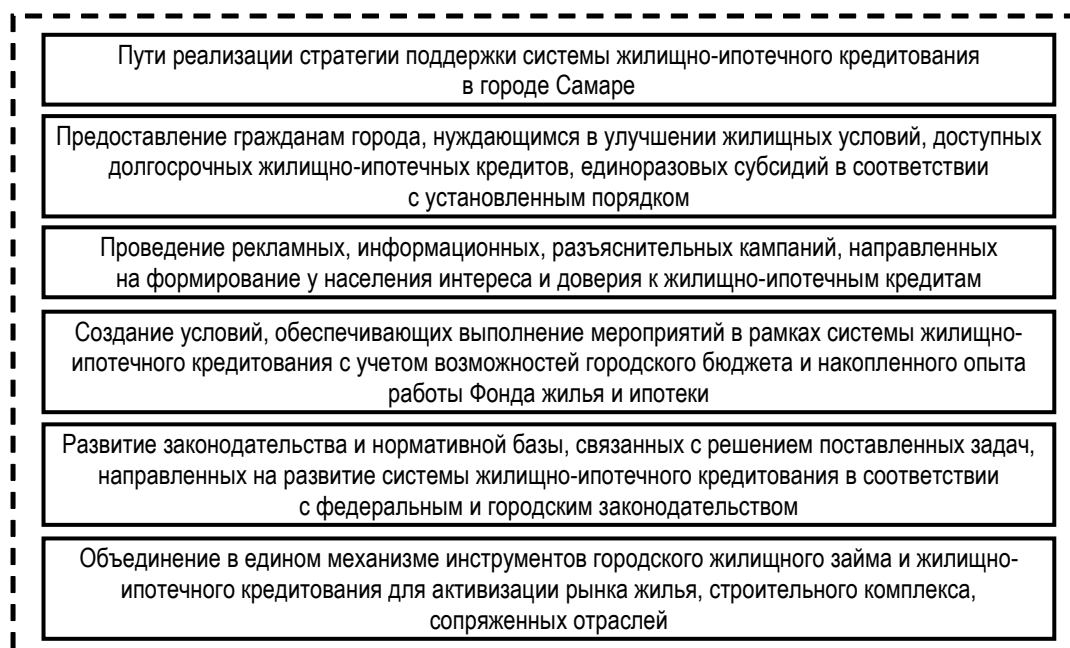 Пути реализации стратегии поддержки системы жилищно-ипотечного кредитования
в городе Самаре
Предоставление гражданам города, нуждающимся в улучшении жилищных условий, доступных
долгосрочных жилищно-ипотечных кредитов, единоразовых субсидий в соответствии
с установленным порядком
Проведение рекламных, информационных, разъяснительных кампаний, направленных
на формирование у населения интереса и доверия к жилищно-ипотечным кредитам
Создание условий, обеспечивающих выполнение мероприятий в рамках системы жилищно-
ипотечного кредитования с учетом возможностей городского бюджета и накопленного опыта
работы Фонда жилья и ипотеки
Развитие законодательства и нормативной базы, связанных с решением поставленных задач,
направленных на развитие системы жилищно-ипотечного кредитования в соответствии
с федеральным и городским законодательством
Объединение в едином механизме инструментов городского жилищного займа и жилищно-
ипотечного кредитования для активизации рынка жилья, строительного комплекса,
сопряженных отраслей